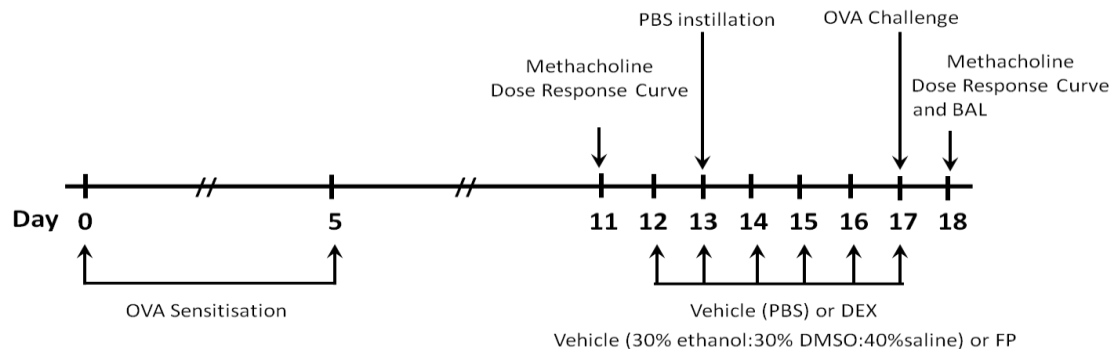 PBS instillation
OVA Challenge
Methacholine
Dose Response Curve
Methacholine
Dose Response Curve
and BAL
Day 0 5 11 12 13 14 15 16 17 18
OVA Sensitisation
Vehicle (PBS) or DEX
Vehicle (30% ethanol:30% DMSO:40%saline) or FP